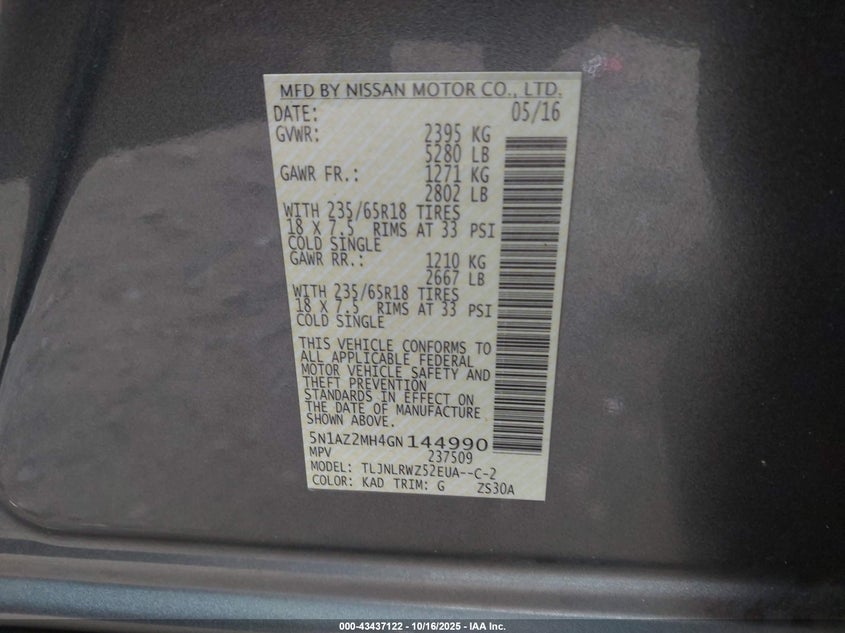 MFD BY NISSAN MOTOR CO., LTD.
DATE: 05/16
GVWR: 2395 KG
5280 LB
GAWR FR.: 1271 KG
2802 LB
WITH 235/65R18 TIRES
18 X 7.5 RIMS AT 33 PSI
COLD SINGLE
GAWR RR.: 1210 KG
2667 LB
WITH 235/65R18 TIRES
18 X 7.5 RIMS AT 33 PSI
COLD SINGLE
THIS VEHICLE CONFORMS TO
ALL APPLICABLE FEDERAL
MOTOR VEHICLE SAFETY AND
THEFT PREVENTION
STANDARDS IN EFFECT ON
THE DATE OF MANUFACTURE
SHOWN ABOVE.
5N1AZ2MH4GN144990
MPV 237509
MODEL: TLJNLRWZ52EUA--C-2
COLOR: KAD TRIM: G ZS30A
000-43437122 - 10/16/2025 - IAA Inc.